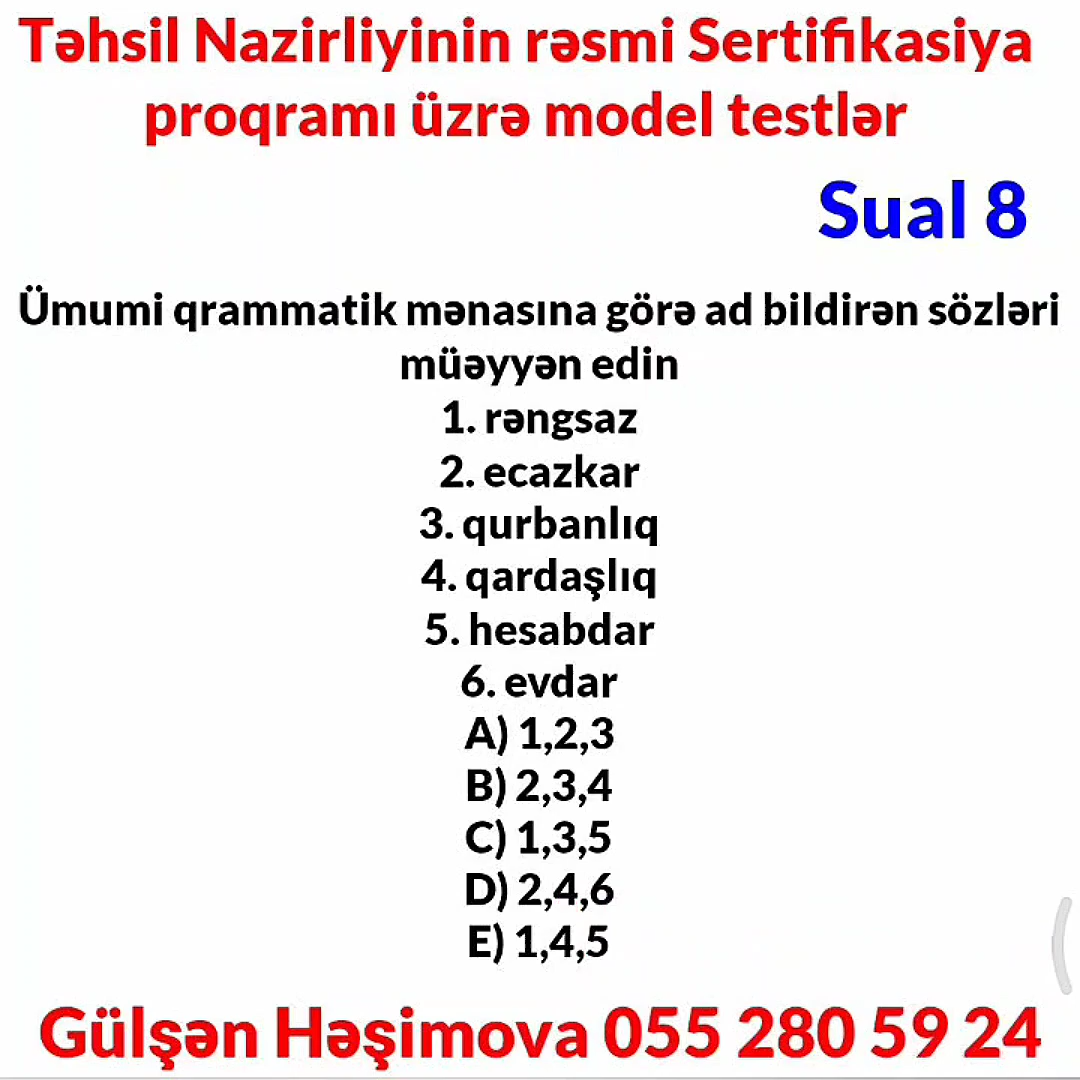 Təhsil Nazirliyinin rəsmi Sertifikasiya
proqramı üzrə model testlər
Sual 8
Ümumi qrammatik mənasına görə ad bildirən sözləri
müəyyən edin
1. rəngsaz
2. ecazkar
3. qurbanlıq
4. qardaşlıq
5. hesabdar
6. evdar
A) 1,2,3
B) 2,3,4
C) 1,3,5
D) 2,4,6
E) 1,4,5
Gülşən Həşimova 055 280 59 24